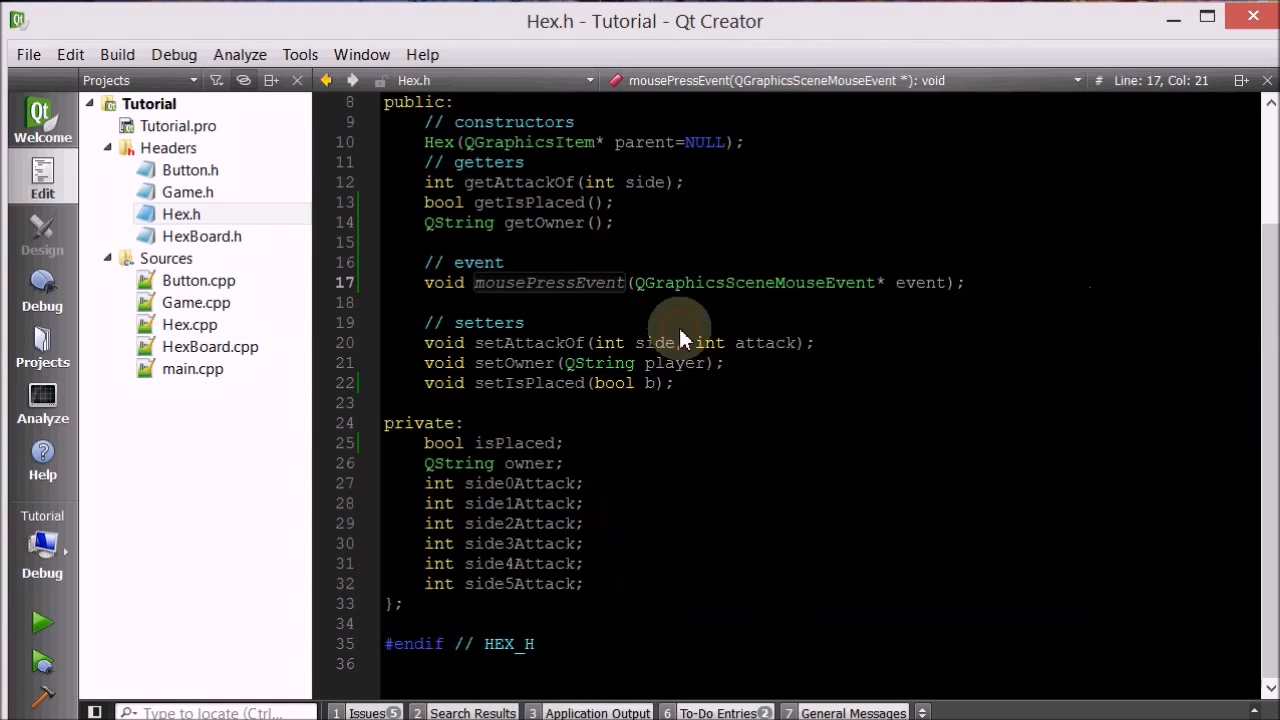 Hex.h - Tutorial - Qt Creator
File Edit Build Debug Analyze Tools Window Help
Projects Hex.h mousePressEvent(QGraphicsSceneMouseEvent *): void # Line: 17, Col: 21
Qt
Welcome
Edit
Design
Debug
Projects
Analyze
Help
Tutorial
Debug
Tutorial
Tutorial.pro
Headers
Button.h
Game.h
Hex.h
HexBoard.h
Sources
Button.cpp
Game.cpp
Hex.cpp
HexBoard.cpp
main.cpp
8 public:
9 // constructors
10 Hex(QGraphicsItem* parent=NULL);
11 // getters
12 int getAttackOf(int side);
13 bool getIsPlaced();
14 QString getOwner();
15
16 // event
17 void mousePressEvent(QGraphicsSceneMouseEvent* event);
18
19 // setters
20 void setAttackOf(int side, int attack);
21 void setOwner(QString player);
22 void setIsPlaced(bool b);
23
24 private:
25 bool isPlaced;
26 QString owner;
27 int side0Attack;
28 int side1Attack;
29 int side2Attack;
30 int side3Attack;
31 int side4Attack;
32 int side5Attack;
33 };
34
35 #endif // HEX_H
36
Type to locate (Ctrl... 1 Issues 5 2 Search Results 3 Application Output 6 To-Do Entries 2 7 General Messages